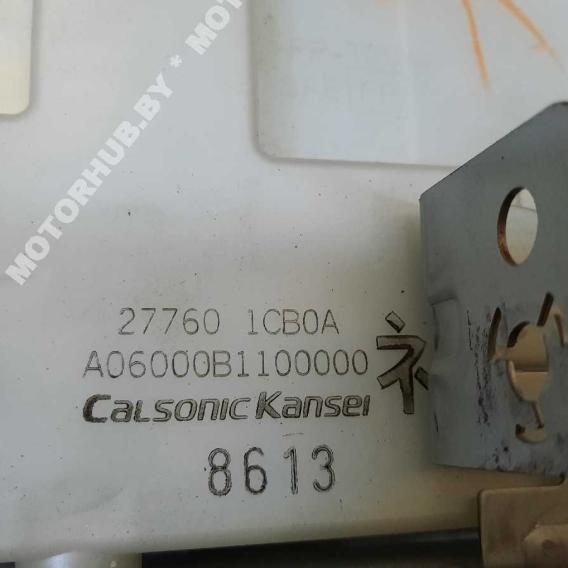 MOTORHUB.BY * MOT
27760 1CB0A
A06000B1100000 ネ
CALSONIC KANSEI
8613